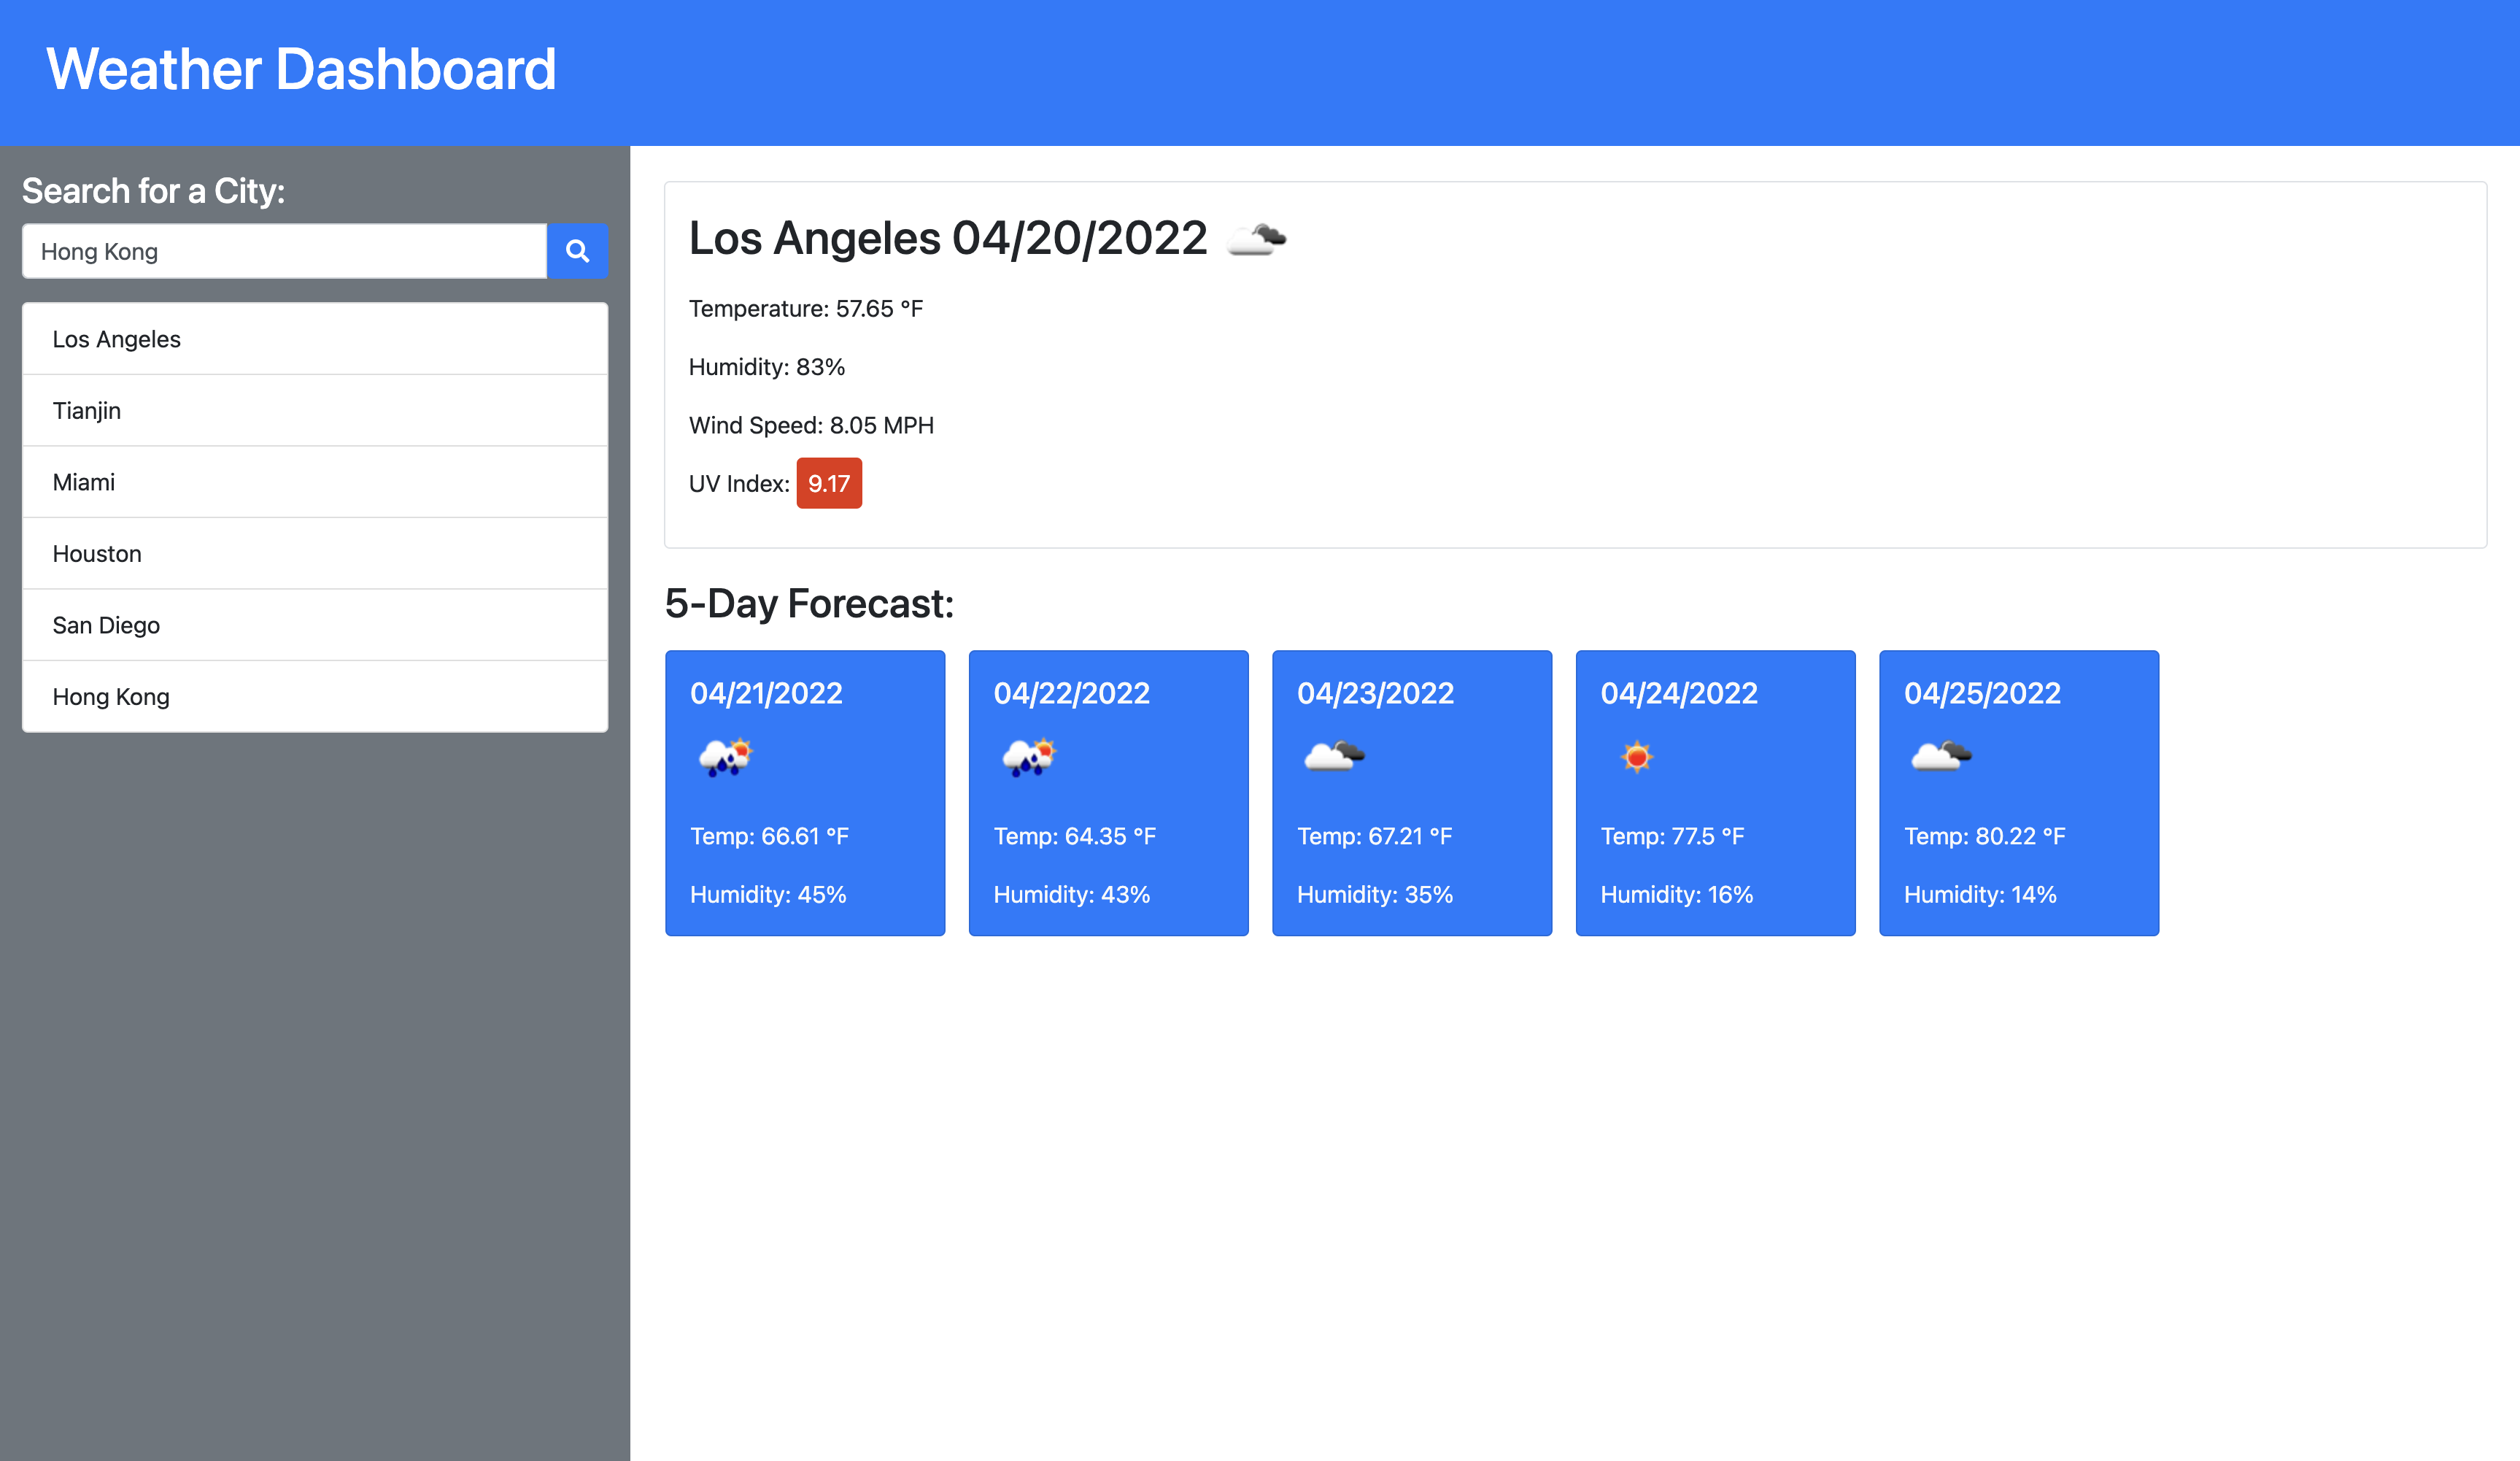 Weather Dashboard
Search for a City:
Hong Kong
Los Angeles
Tianjin
Miami
Houston
San Diego
Hong Kong
Los Angeles 04/20/2022
Temperature: 57.65 °F
Humidity: 83%
Wind Speed: 8.05 MPH
UV Index: 9.17
5-Day Forecast:
04/21/2022
Temp: 66.61 °F
Humidity: 45%
04/22/2022
Temp: 64.35 °F
Humidity: 43%
04/23/2022
Temp: 67.21 °F
Humidity: 35%
04/24/2022
Temp: 77.5 °F
Humidity: 16%
04/25/2022
Temp: 80.22 °F
Humidity: 14%